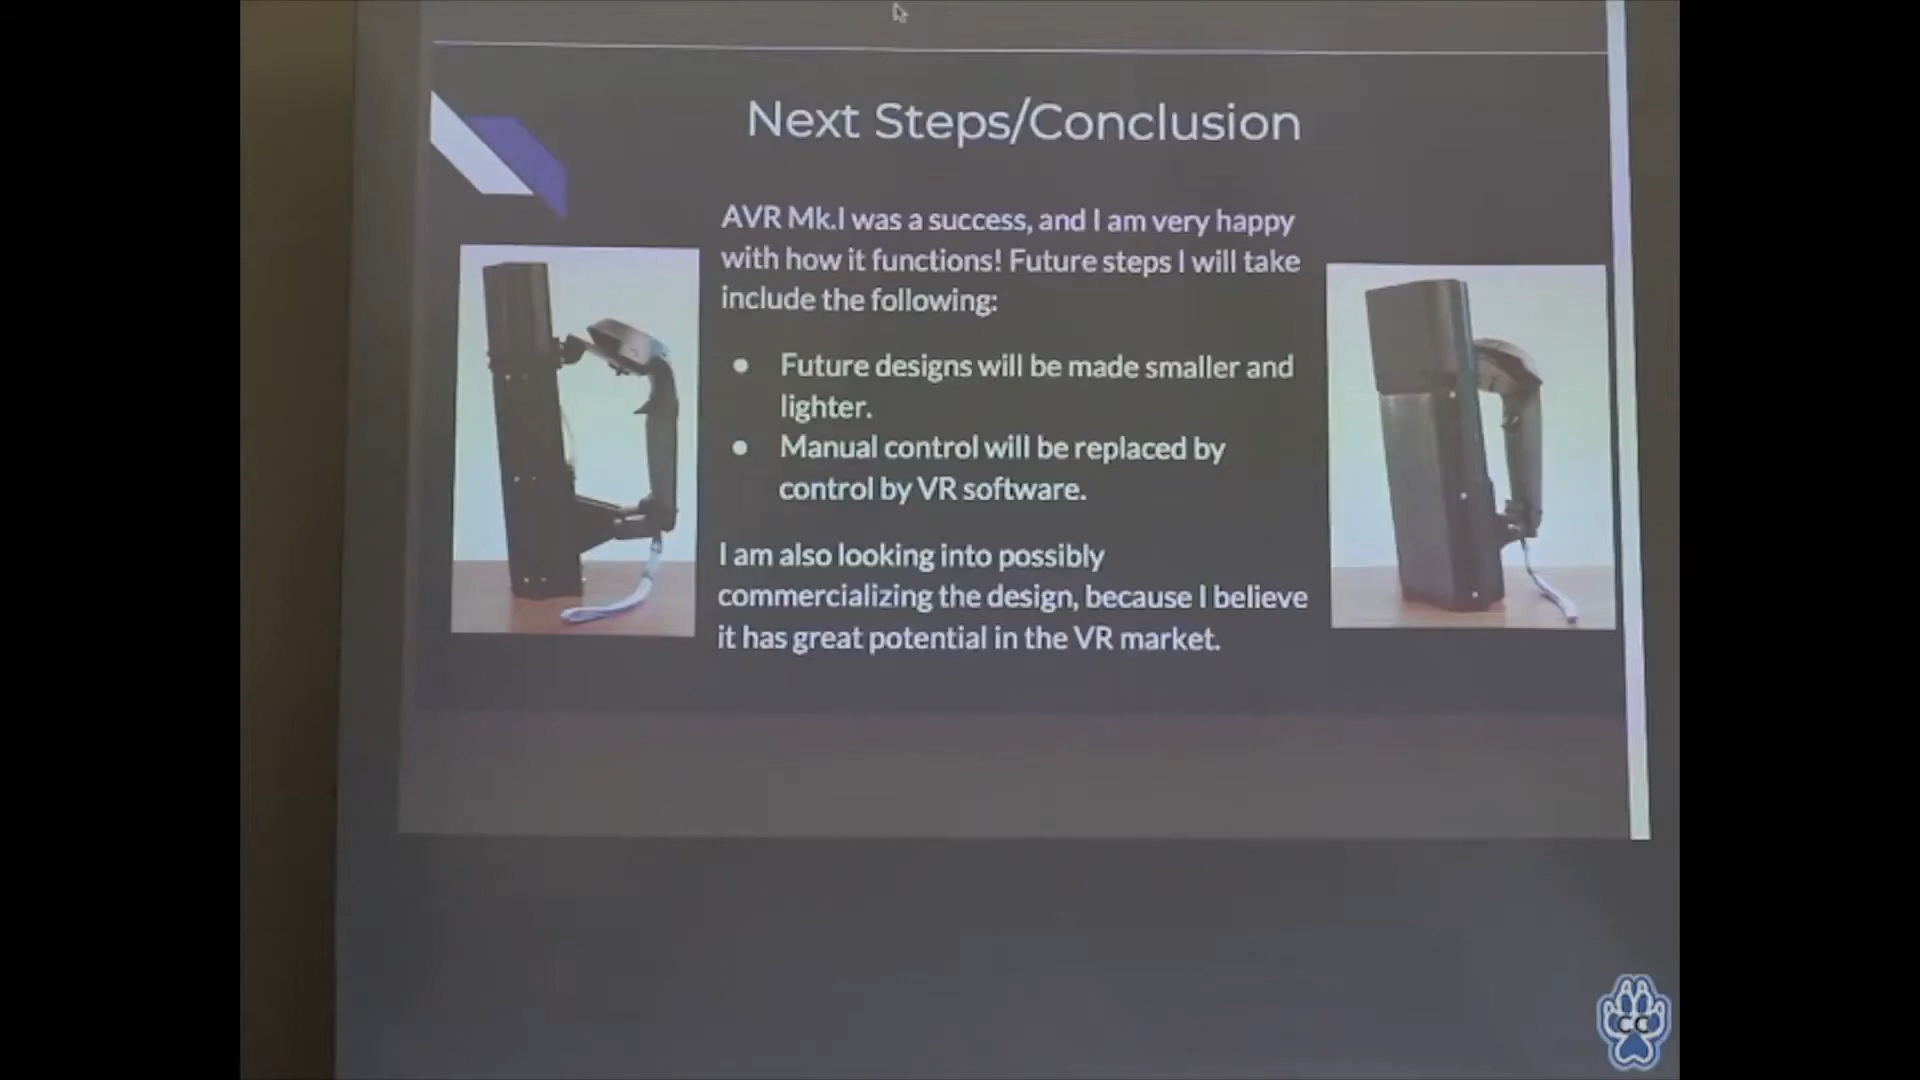 Next Steps/Conclusion
AVR Mk.I was a success, and I am very happy
with how it functions! Future steps I will take
include the following:
● Future designs will be made smaller and
lighter.
● Manual control will be replaced by
control by VR software.
I am also looking into possibly
commercializing the design, because I believe
it has great potential in the VR market.
CC